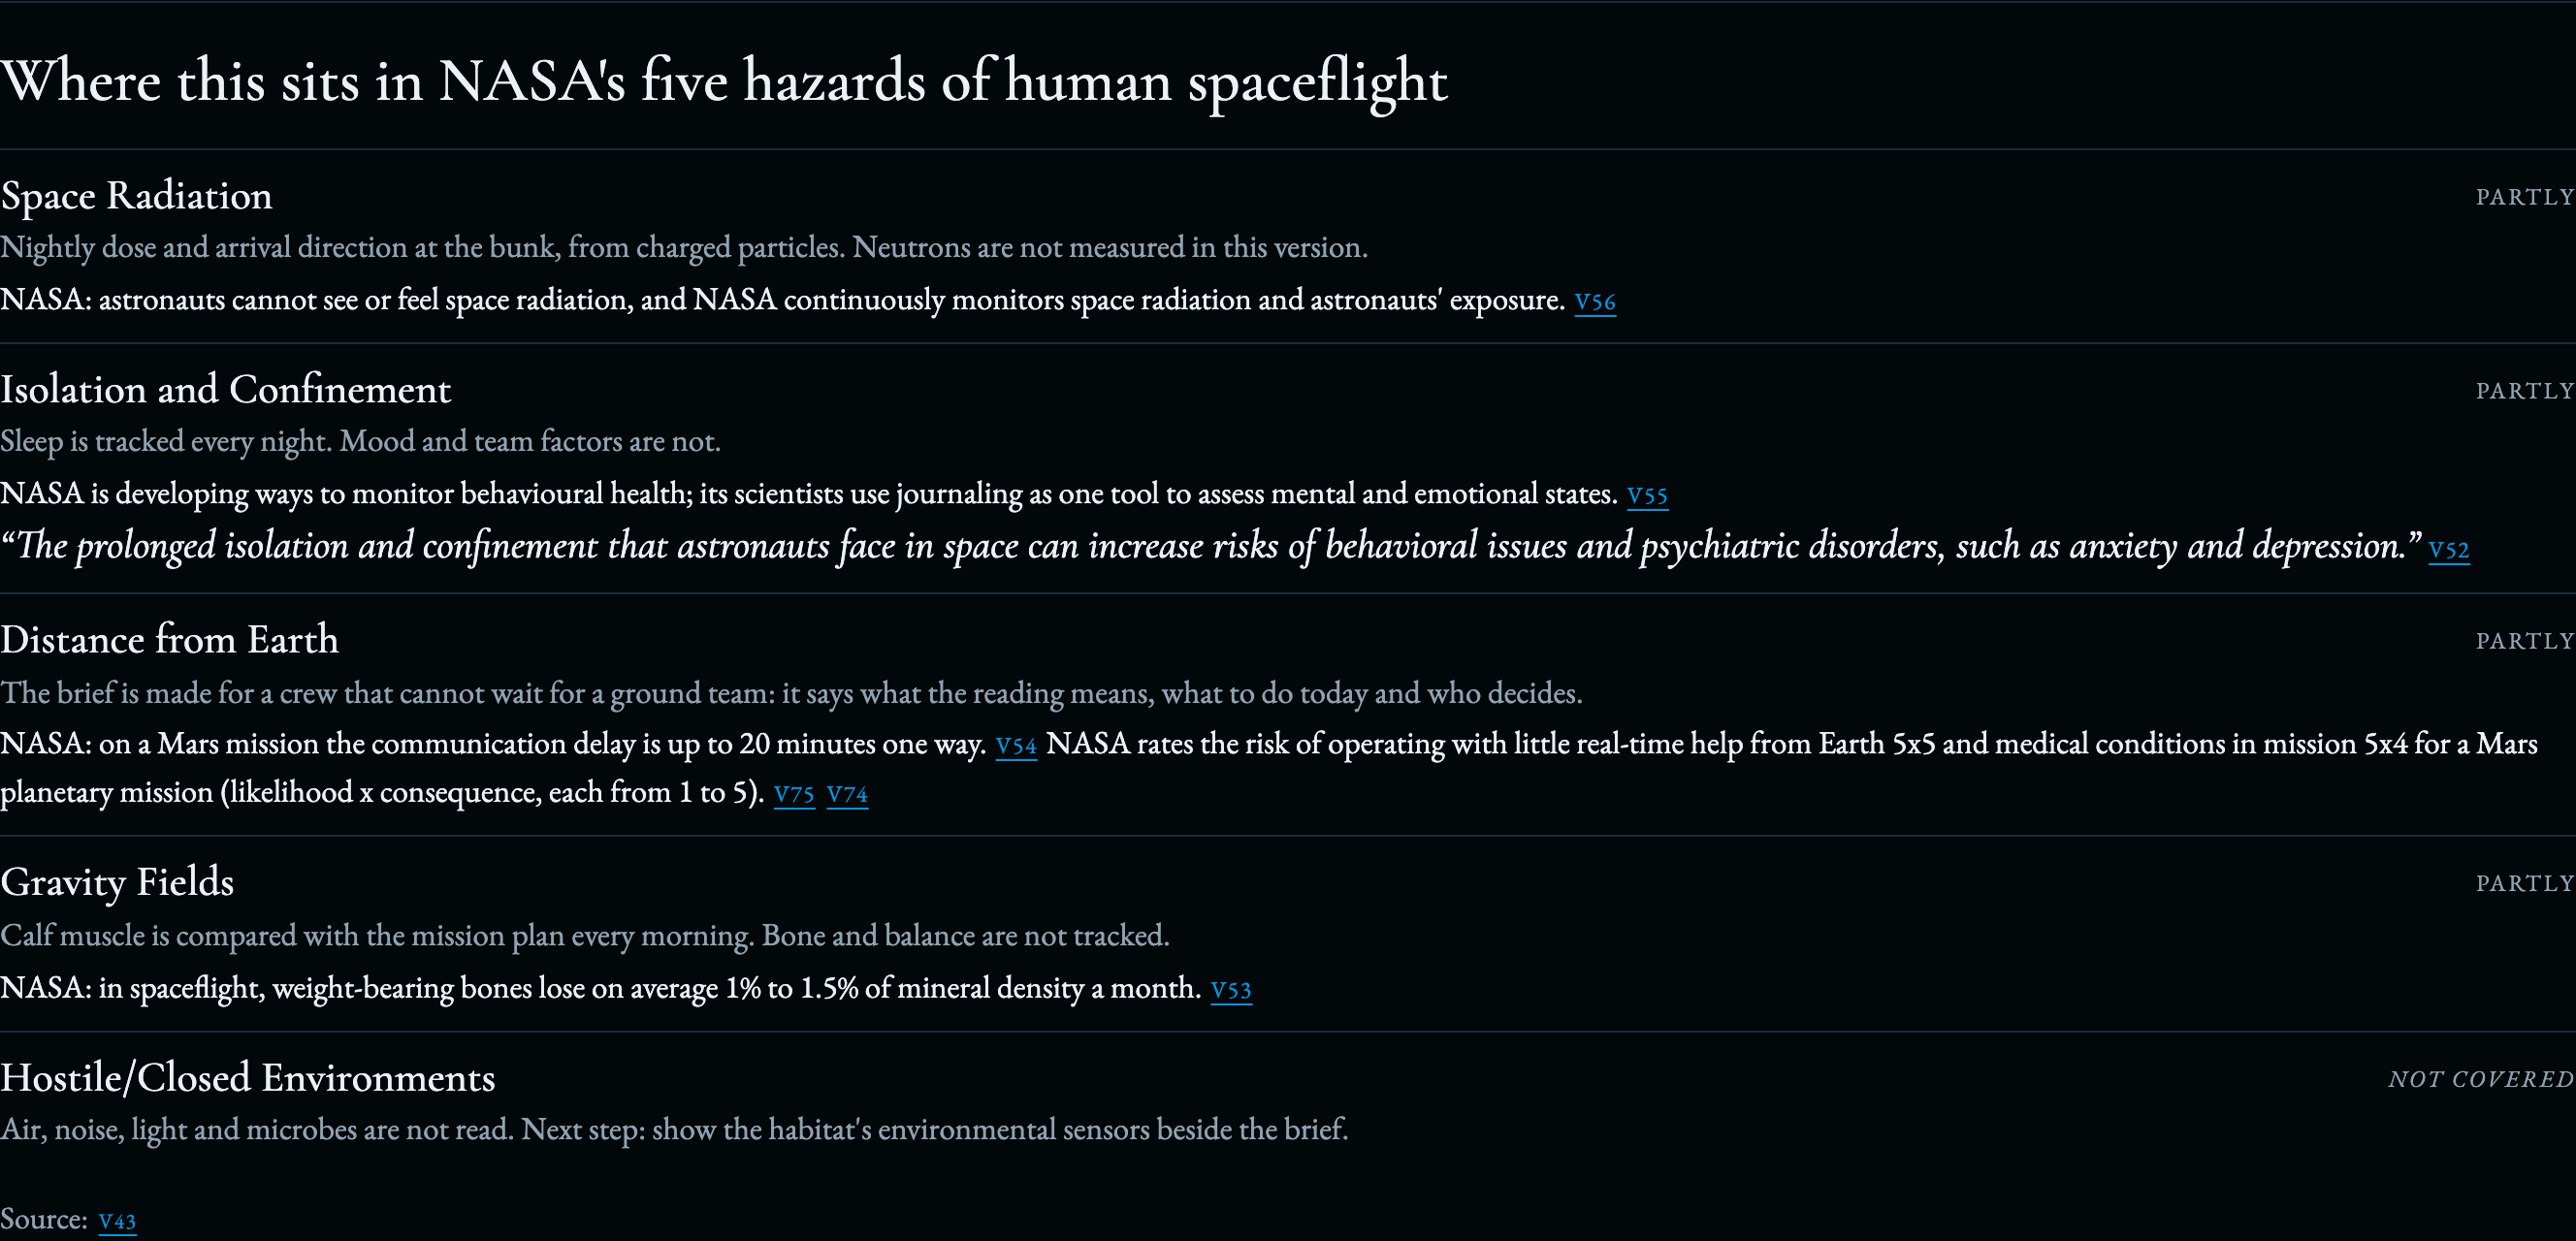 Where this sits in NASA's five hazards of human spaceflight
Space Radiation
PARTLY
Nightly dose and arrival direction at the bunk, from charged particles. Neutrons are not measured in this version.
NASA: astronauts cannot see or feel space radiation, and NASA continuously monitors space radiation and astronauts' exposure. V56
Isolation and Confinement
PARTLY
Sleep is tracked every night. Mood and team factors are not.
NASA is developing ways to monitor behavioural health; its scientists use journaling as one tool to assess mental and emotional states. V55
“The prolonged isolation and confinement that astronauts face in space can increase risks of behavioral issues and psychiatric disorders, such as anxiety and depression.” V52
Distance from Earth
PARTLY
The brief is made for a crew that cannot wait for a ground team: it says what the reading means, what to do today and who decides.
NASA: on a Mars mission the communication delay is up to 20 minutes one way. V54 NASA rates the risk of operating with little real-time help from Earth 5x5 and medical conditions in mission 5x4 for a Mars
planetary mission (likelihood x consequence, each from 1 to 5). V75 V74
Gravity Fields
PARTLY
Calf muscle is compared with the mission plan every morning. Bone and balance are not tracked.
NASA: in spaceflight, weight-bearing bones lose on average 1% to 1.5% of mineral density a month. V53
Hostile/Closed Environments
NOT COVERED
Air, noise, light and microbes are not read. Next step: show the habitat's environmental sensors beside the brief.
Source: V43